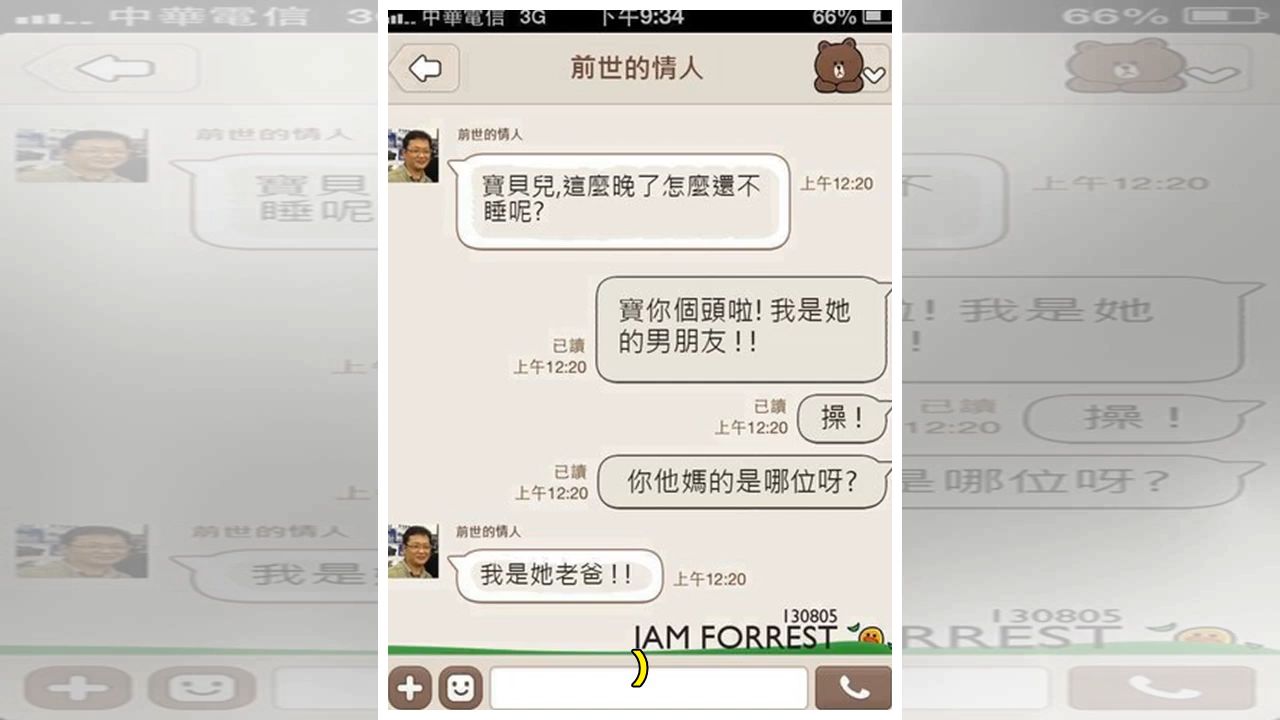 中華電信 3G 下午9:34 66%
前世的情人
前世的情人
寶貝兒,這麼晚了怎麼還不
睡呢?
上午12:20
寶你個頭啦! 我是她
的男朋友 ! !
已讀
上午12:20
操 !
已讀
上午12:20
你他媽的是哪位呀?
已讀
上午12:20
前世的情人
我是她老爸 ! !
上午12:20
130805
IAM FORREST
)